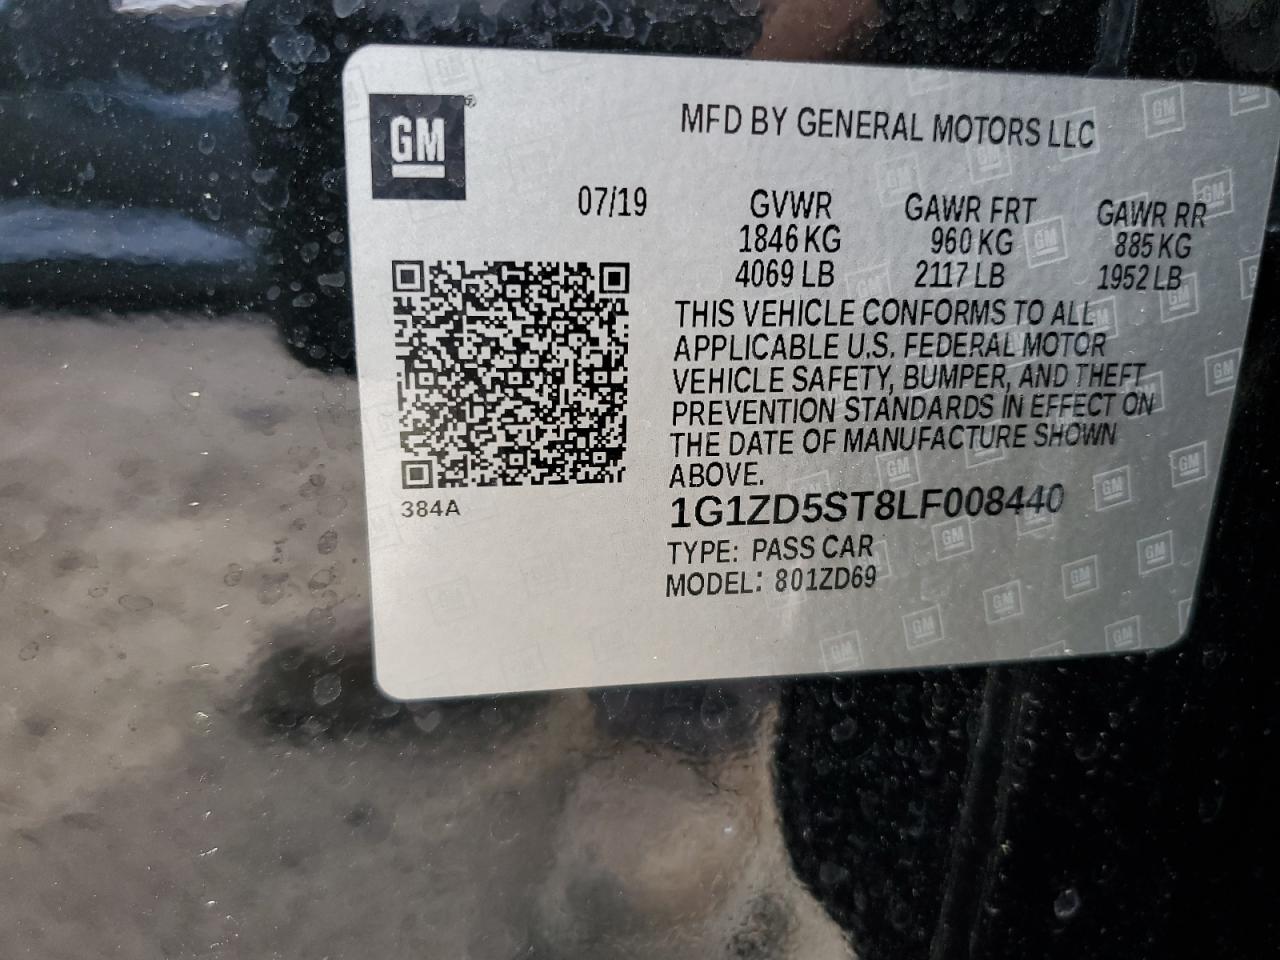 GM
MFD BY GENERAL MOTORS LLC
07/19 GVWR GAWR FRT GAWR RR
1846 KG 960 KG 885 KG
4069 LB 2117 LB 1952 LB
THIS VEHICLE CONFORMS TO ALL
APPLICABLE U.S. FEDERAL MOTOR
VEHICLE SAFETY, BUMPER, AND THEFT
PREVENTION STANDARDS IN EFFECT ON
THE DATE OF MANUFACTURE SHOWN
ABOVE.
384A
1G1ZD5ST8LF008440
TYPE: PASS CAR
MODEL: 801ZD69